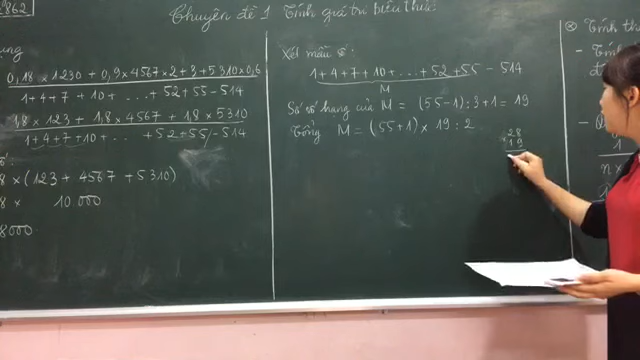 862
Chuyên đề 1 Tính giá trị biểu thức
0,18×1230 + 0,9×4567×2 + 3×5310×0,6
1+4+7+10+... +52+55-514
1,8×123 + 1,8×4567 + 1,8×5310
1+4+7+10+... +52+55-514
8 × (123 + 4567 + 5310)
8 × 10.000
8000
Xét mẫu số:
1+4+7+10+...+52+55-514
M
Số số hạng của M = (55-1):3+1 = 19
Tổng M = (55+1) × 19 : 2
28
× 19
⊗ Tính
-
-
1
n×